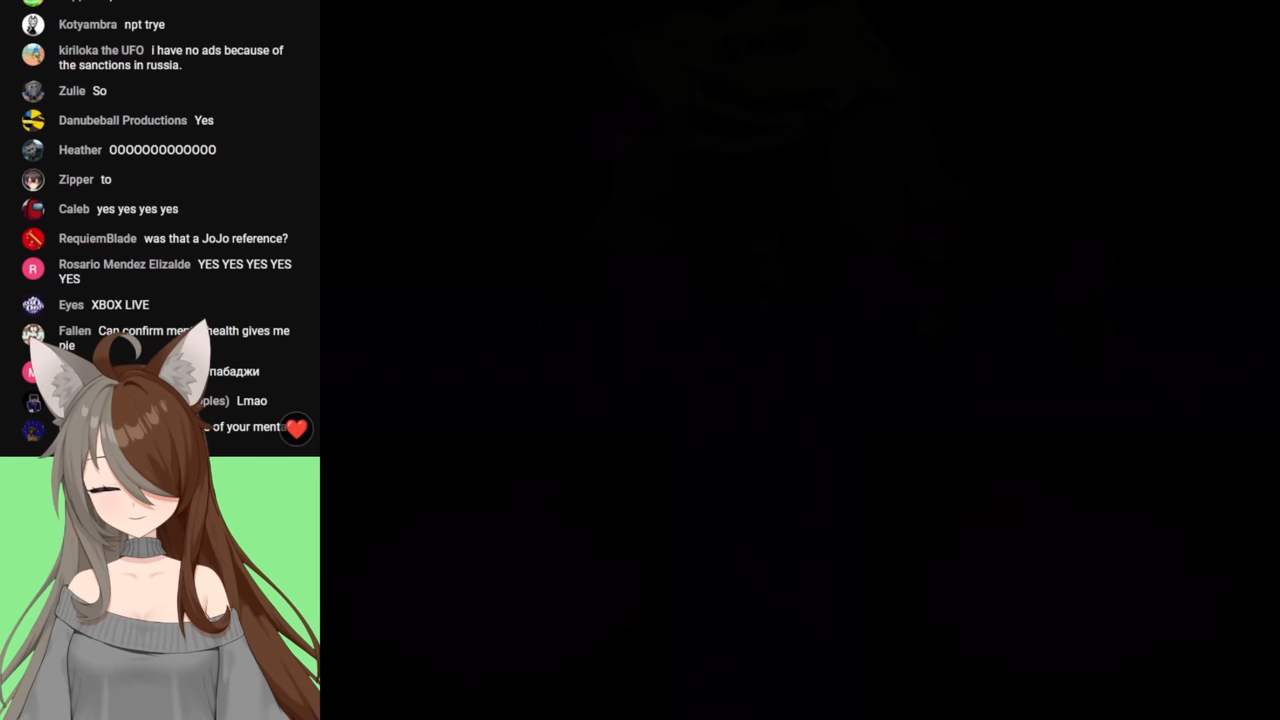 Kotyambra npt trye
kiriloka the UFO i have no ads because of
the sanctions in russia.
Zulie So
Danubeball Productions Yes
Heather OOOOOOOOOOOOO
Zipper to
Caleb yes yes yes yes
RequiemBlade was that a JoJo reference?
Rosario Mendez Elizalde YES YES YES YES
YES
R
Eyes XBOX LIVE
Fallen Can confirm health gives me
pie
пабаджи
Lmao
of your